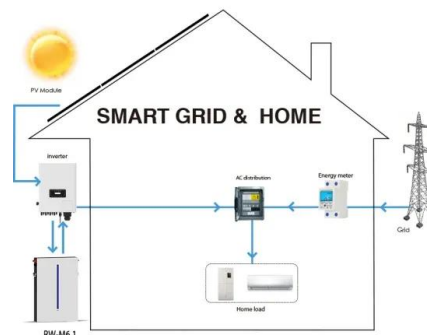 PV Module
SMART GRID & HOME
Inverter
AC distribution
Energy meter
Grid
Home load
RW-M6.1